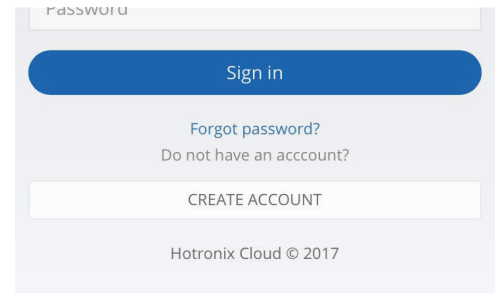 Password
Sign in
Forgot password?
Do not have an acccount?
CREATE ACCOUNT
Hotronix Cloud © 2017